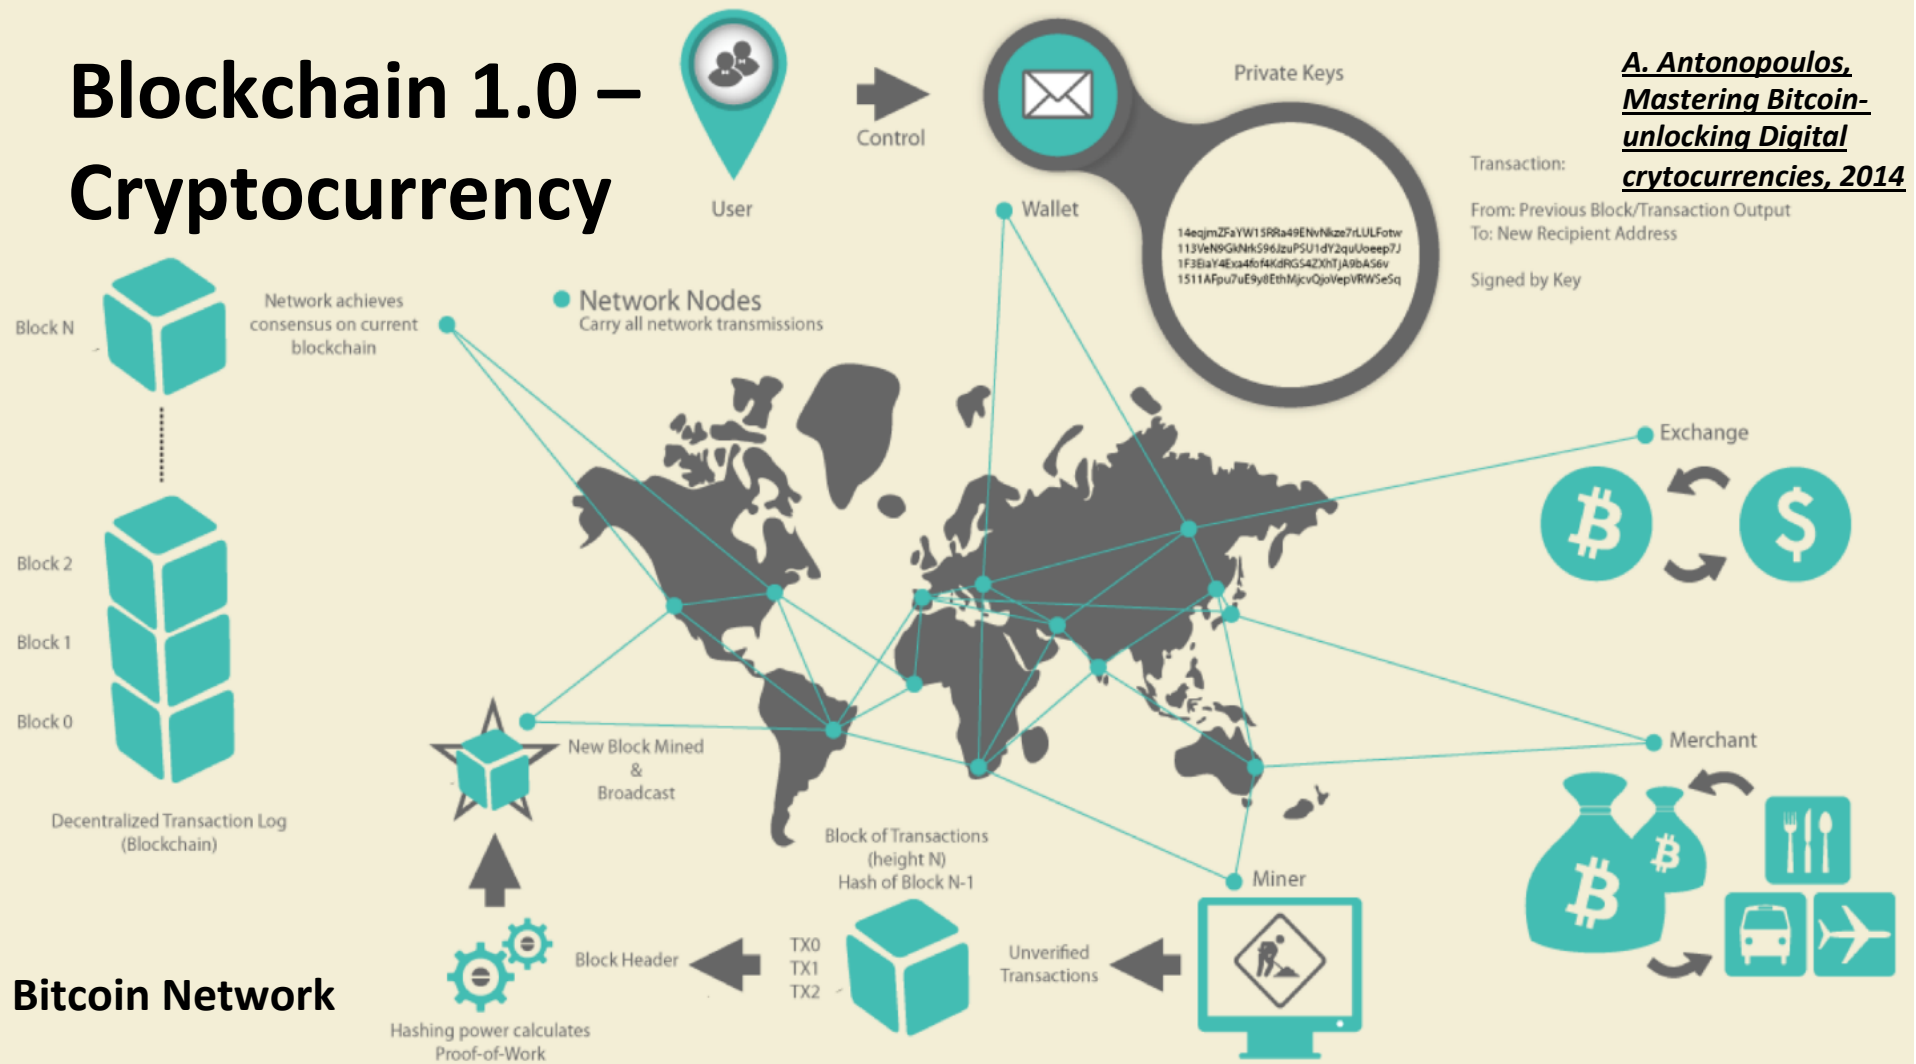 Blockchain 1.0 –
Cryptocurrency
User
Control
Wallet
Private Keys
14eqjmZFaYW15RRa49ENvNkze7rLULFotw
113VeN9GkNrkS96JzuPSU1dY2quUoeep7J
1F3EiaY4Exa4fof4KdRGS4ZXhTjA9bAS6v
1511AFpu7uE9y8EthMjcvQjoVepVRWSeSq
A. Antonopoulos,
Mastering Bitcoin-
unlocking Digital
crytocurrencies, 2014
Transaction:
From: Previous Block/Transaction Output
To: New Recipient Address
Signed by Key
Network Nodes
Carry all network transmissions
Block N
Network achieves
consensus on current
blockchain
Block 2
Block 1
Block 0
Decentralized Transaction Log
(Blockchain)
Exchange
Merchant
New Block Mined
&
Broadcast
Block of Transactions
(height N)
Hash of Block N-1
Miner
Unverified
Transactions
TX0
TX1
TX2
Block Header
Hashing power calculates
Proof-of-Work
Bitcoin Network